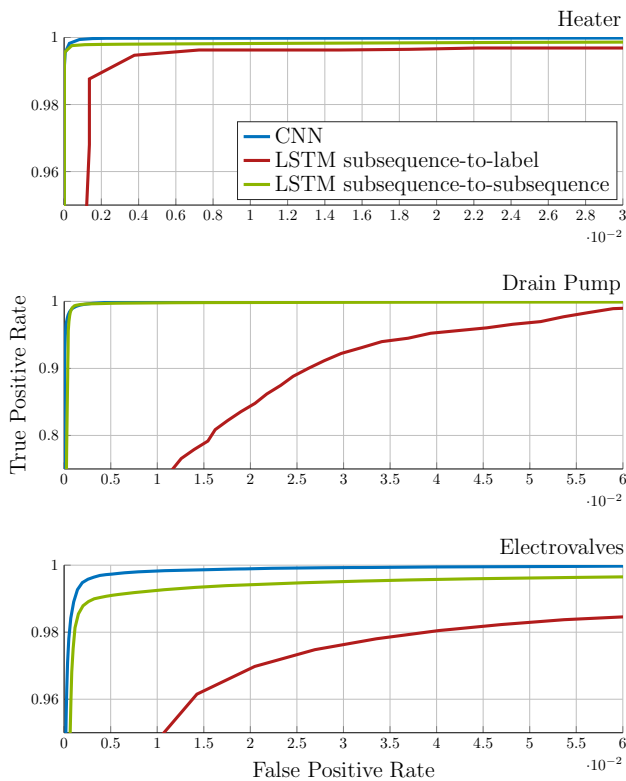 Heater
1
0.98
0.96
CNN
LSTM subsequence-to-label
LSTM subsequence-to-subsequence
0 0.2 0.4 0.6 0.8 1 1.2 1.4 1.6 1.8 2 2.2 2.4 2.6 2.8 3
·10⁻²
Drain Pump
True Positive Rate
1
0.9
0.8
0 0.5 1 1.5 2 2.5 3 3.5 4 4.5 5 5.5 6
·10⁻²
Electrovalves
1
0.98
0.96
0 0.5 1 1.5 2 2.5 3 3.5 4 4.5 5 5.5 6
·10⁻²
False Positive Rate